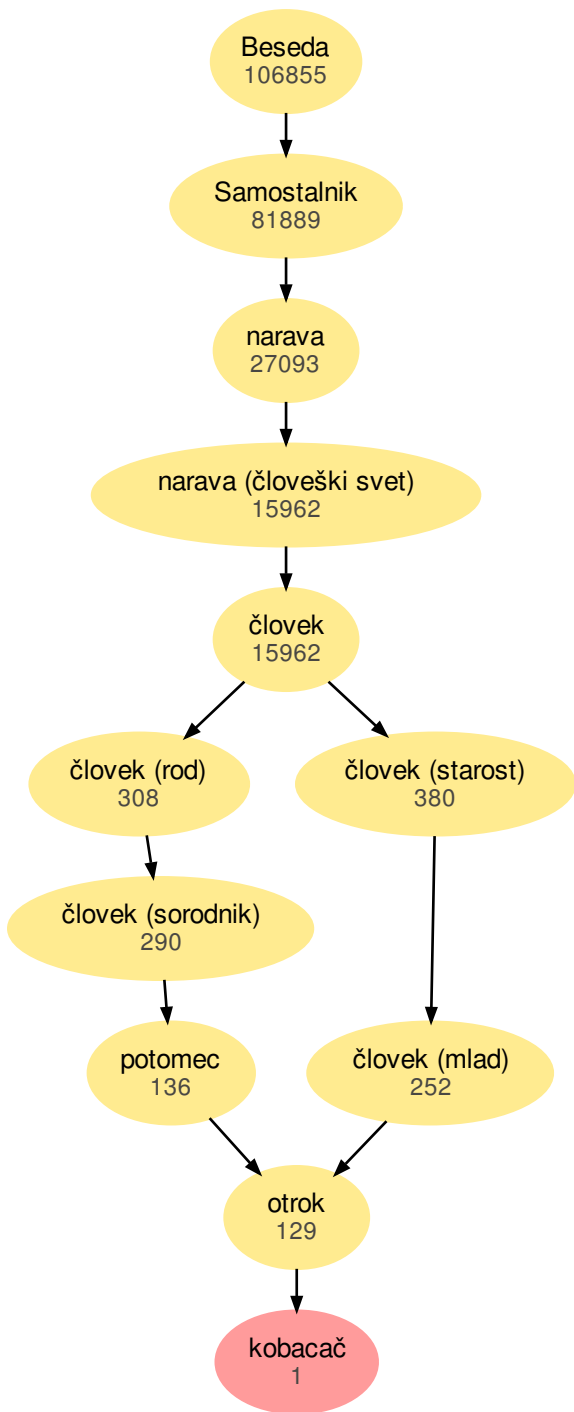 Beseda
106855
Samostalnik
81889
narava
27093
narava (človeški svet)
15962
človek
15962
človek (rod)
308
človek (starost)
380
človek (sorodnik)
290
potomec
136
človek (mlad)
252
otrok
129
kobacač
1